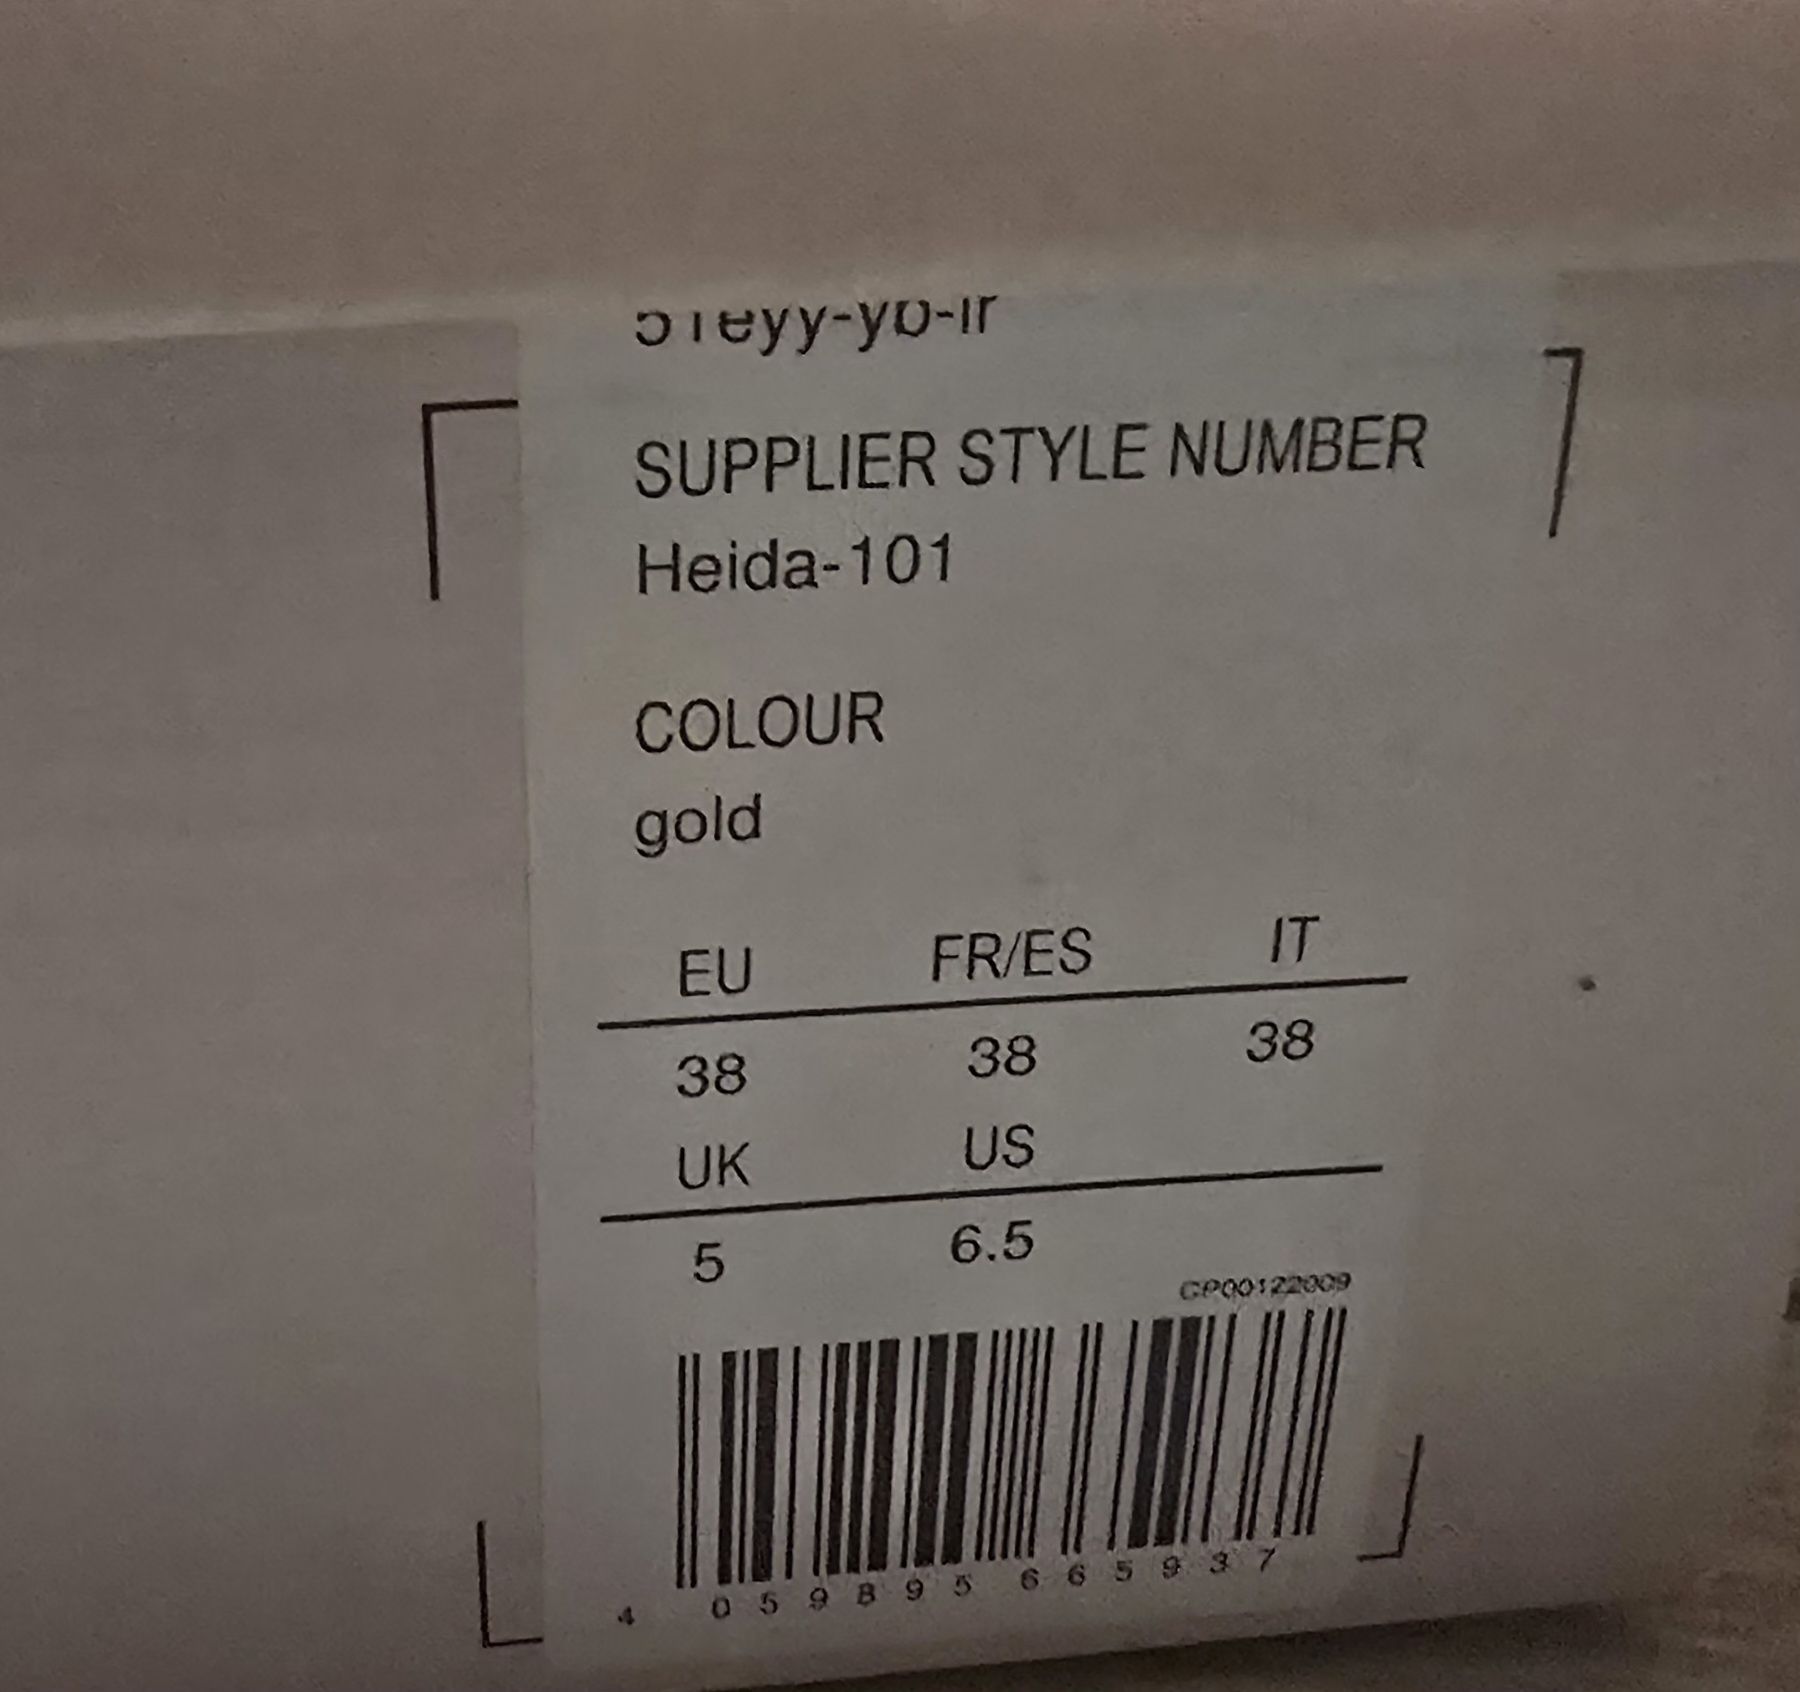 SUPPLIER STYLE NUMBER
Heida-101
COLOUR
gold
EU FR/ES IT
38 38 38
UK US
5 6.5
CP00122009
4 059895 665937